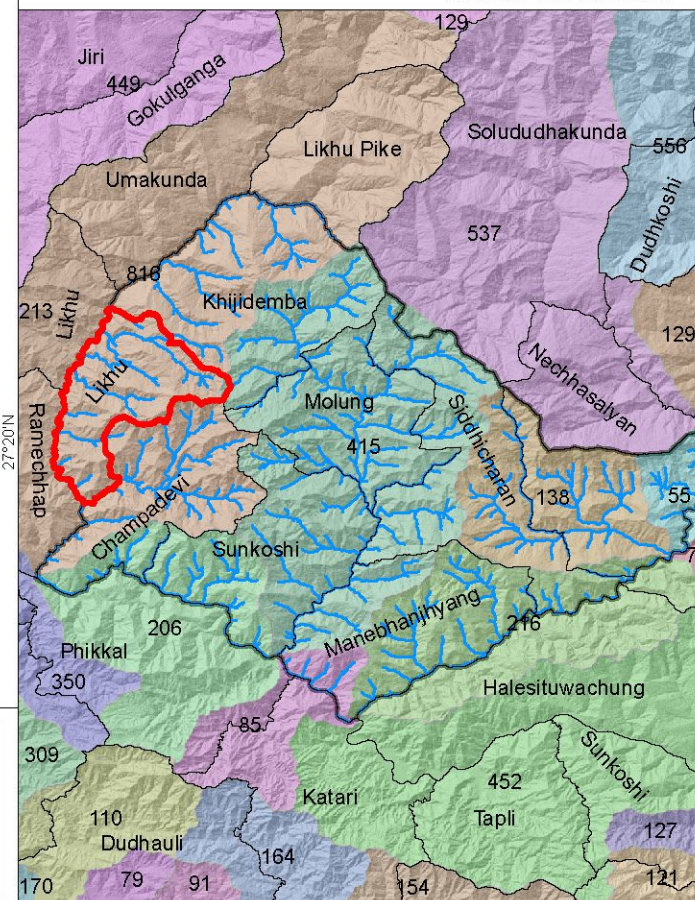 129
Jiri
449
Gokulganga
Solududhakunda
Likhu Pike
556
Umakunda
Dudhkoshi
537
816
Khijidemba
213
Likhu
129
Likhu
Nechhasalyan
Molung
Siddhicharan
Ramechhap
27°20'N
415
138
55
Champadevi
Sunkoshi
7
Manebhanjhyang
216
206
Phikkal
350
Halesituwachung
85
309
Sunkoshi
452
Katari
110
Tapli
127
Dudhauli
164
121
79
91
170
154